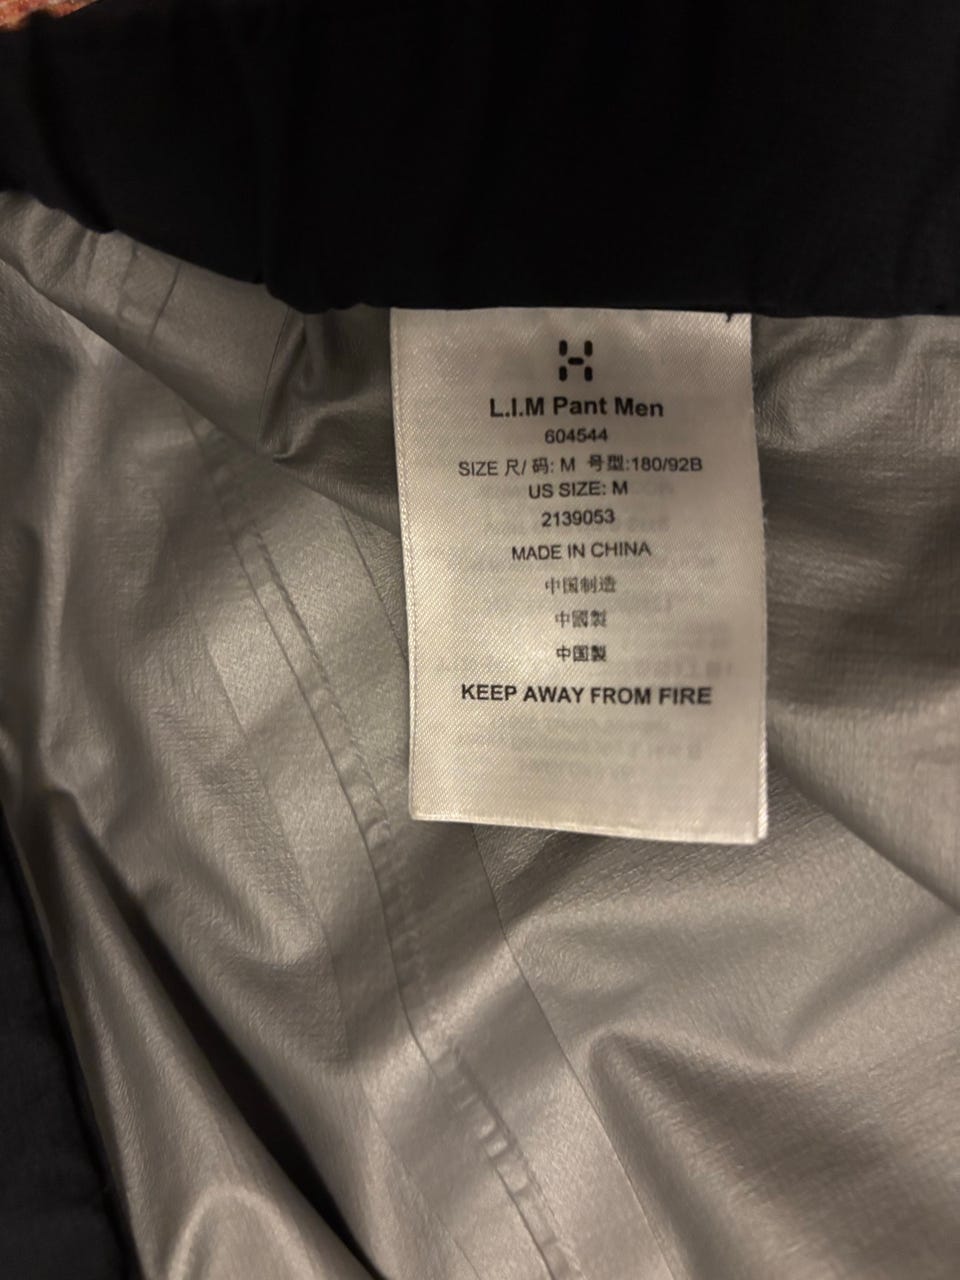 L.I.M Pant Men
604544
SIZE 尺/ 码: M 号型:180/92B
US SIZE: M
2139053
MADE IN CHINA
中国制造
中國製
中国製
KEEP AWAY FROM FIRE